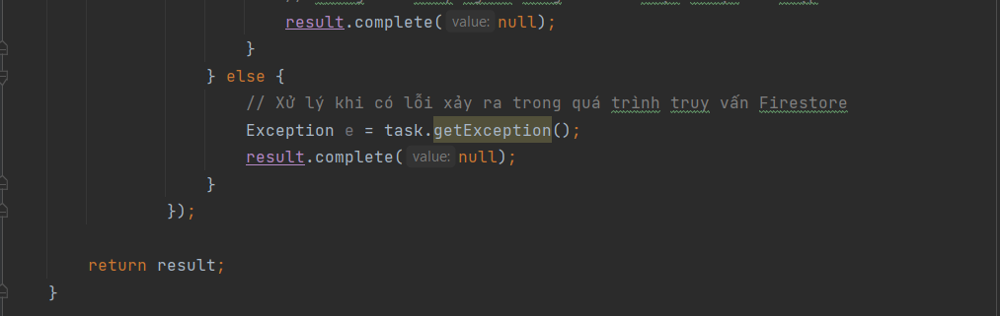 result.complete( value: null);
}
} else {
// Xử lý khi có lỗi xảy ra trong quá trình truy vấn Firestore
Exception e = task.getException();
result.complete( value: null);
}
});
return result;
}